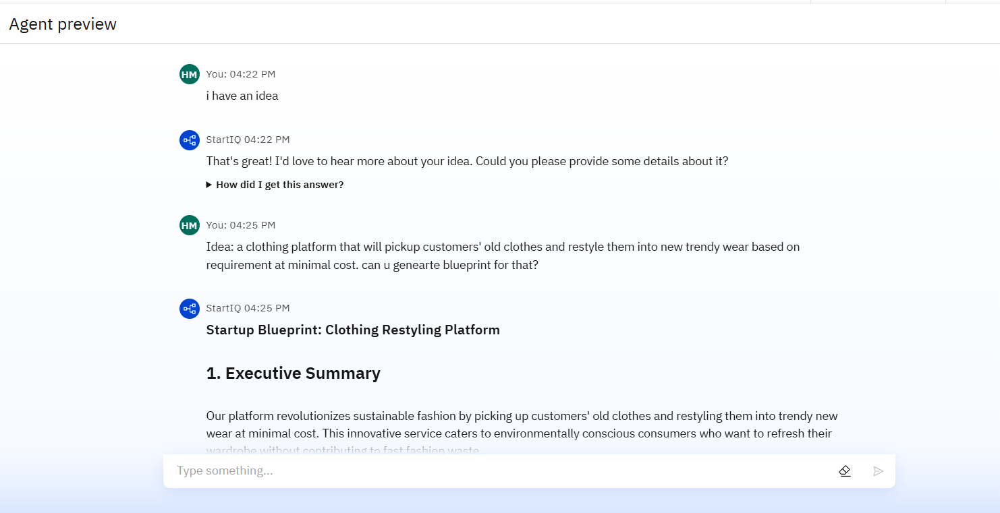 Agent preview
HM
You: 04:22 PM
i have an idea
StartIQ 04:22 PM
That's great! I'd love to hear more about your idea. Could you please provide some details about it?
How did I get this answer?
HM
You: 04:25 PM
Idea: a clothing platform that will pickup customers' old clothes and restyle them into new trendy wear based on
requirement at minimal cost. can u genearte blueprint for that?
StartIQ 04:25 PM
Startup Blueprint: Clothing Restyling Platform
1. Executive Summary
Our platform revolutionizes sustainable fashion by picking up customers' old clothes and restyling them into trendy new
wear at minimal cost. This innovative service caters to environmentally conscious consumers who want to refresh their
wardrobe without contributing to fast fashion waste.
Type something...